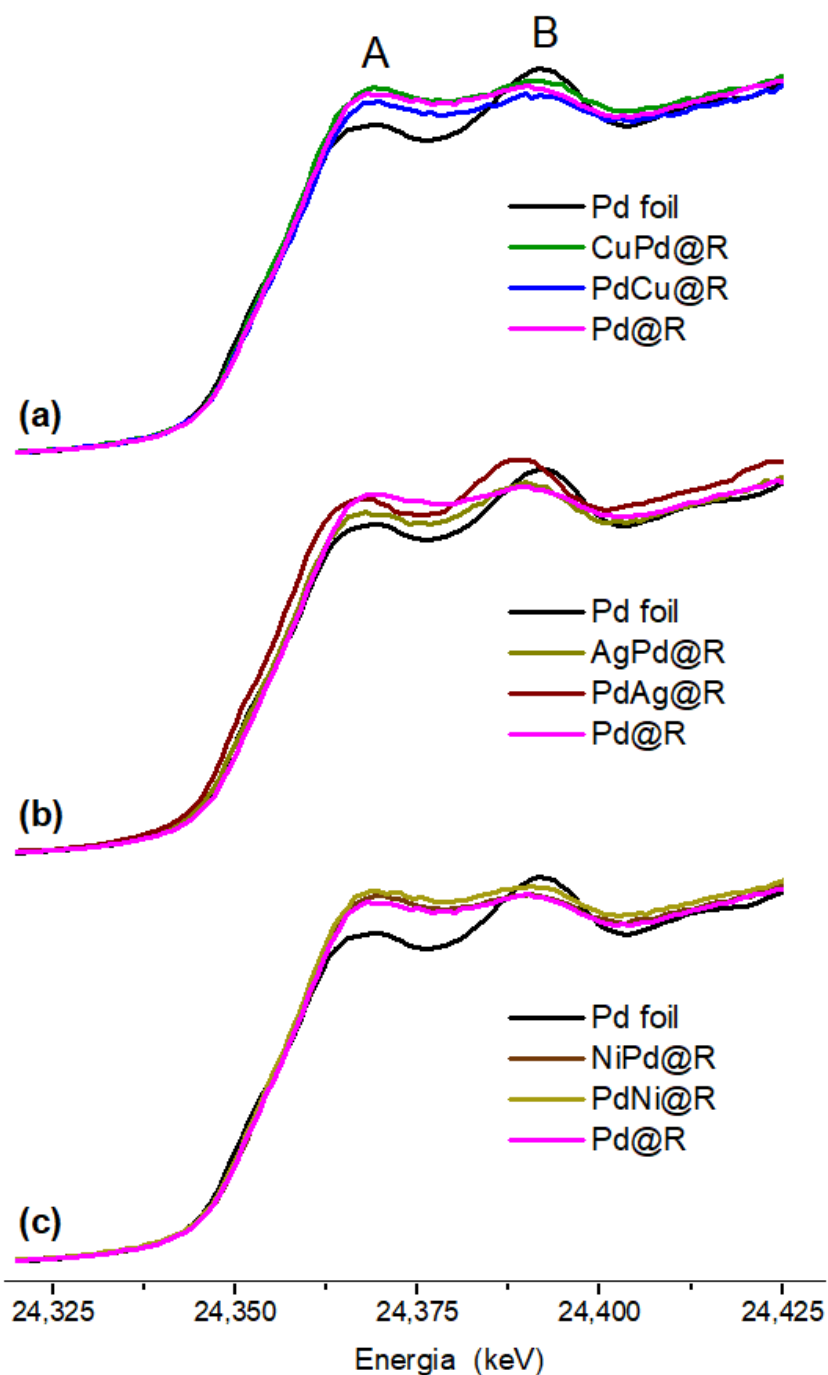 A B
Pd foil
CuPd@R
PdCu@R
Pd@R
(a)
Pd foil
AgPd@R
PdAg@R
Pd@R
(b)
Pd foil
NiPd@R
PdNi@R
Pd@R
(c)
24,325 24,350 24,375 24,400 24,425
Energia (keV)